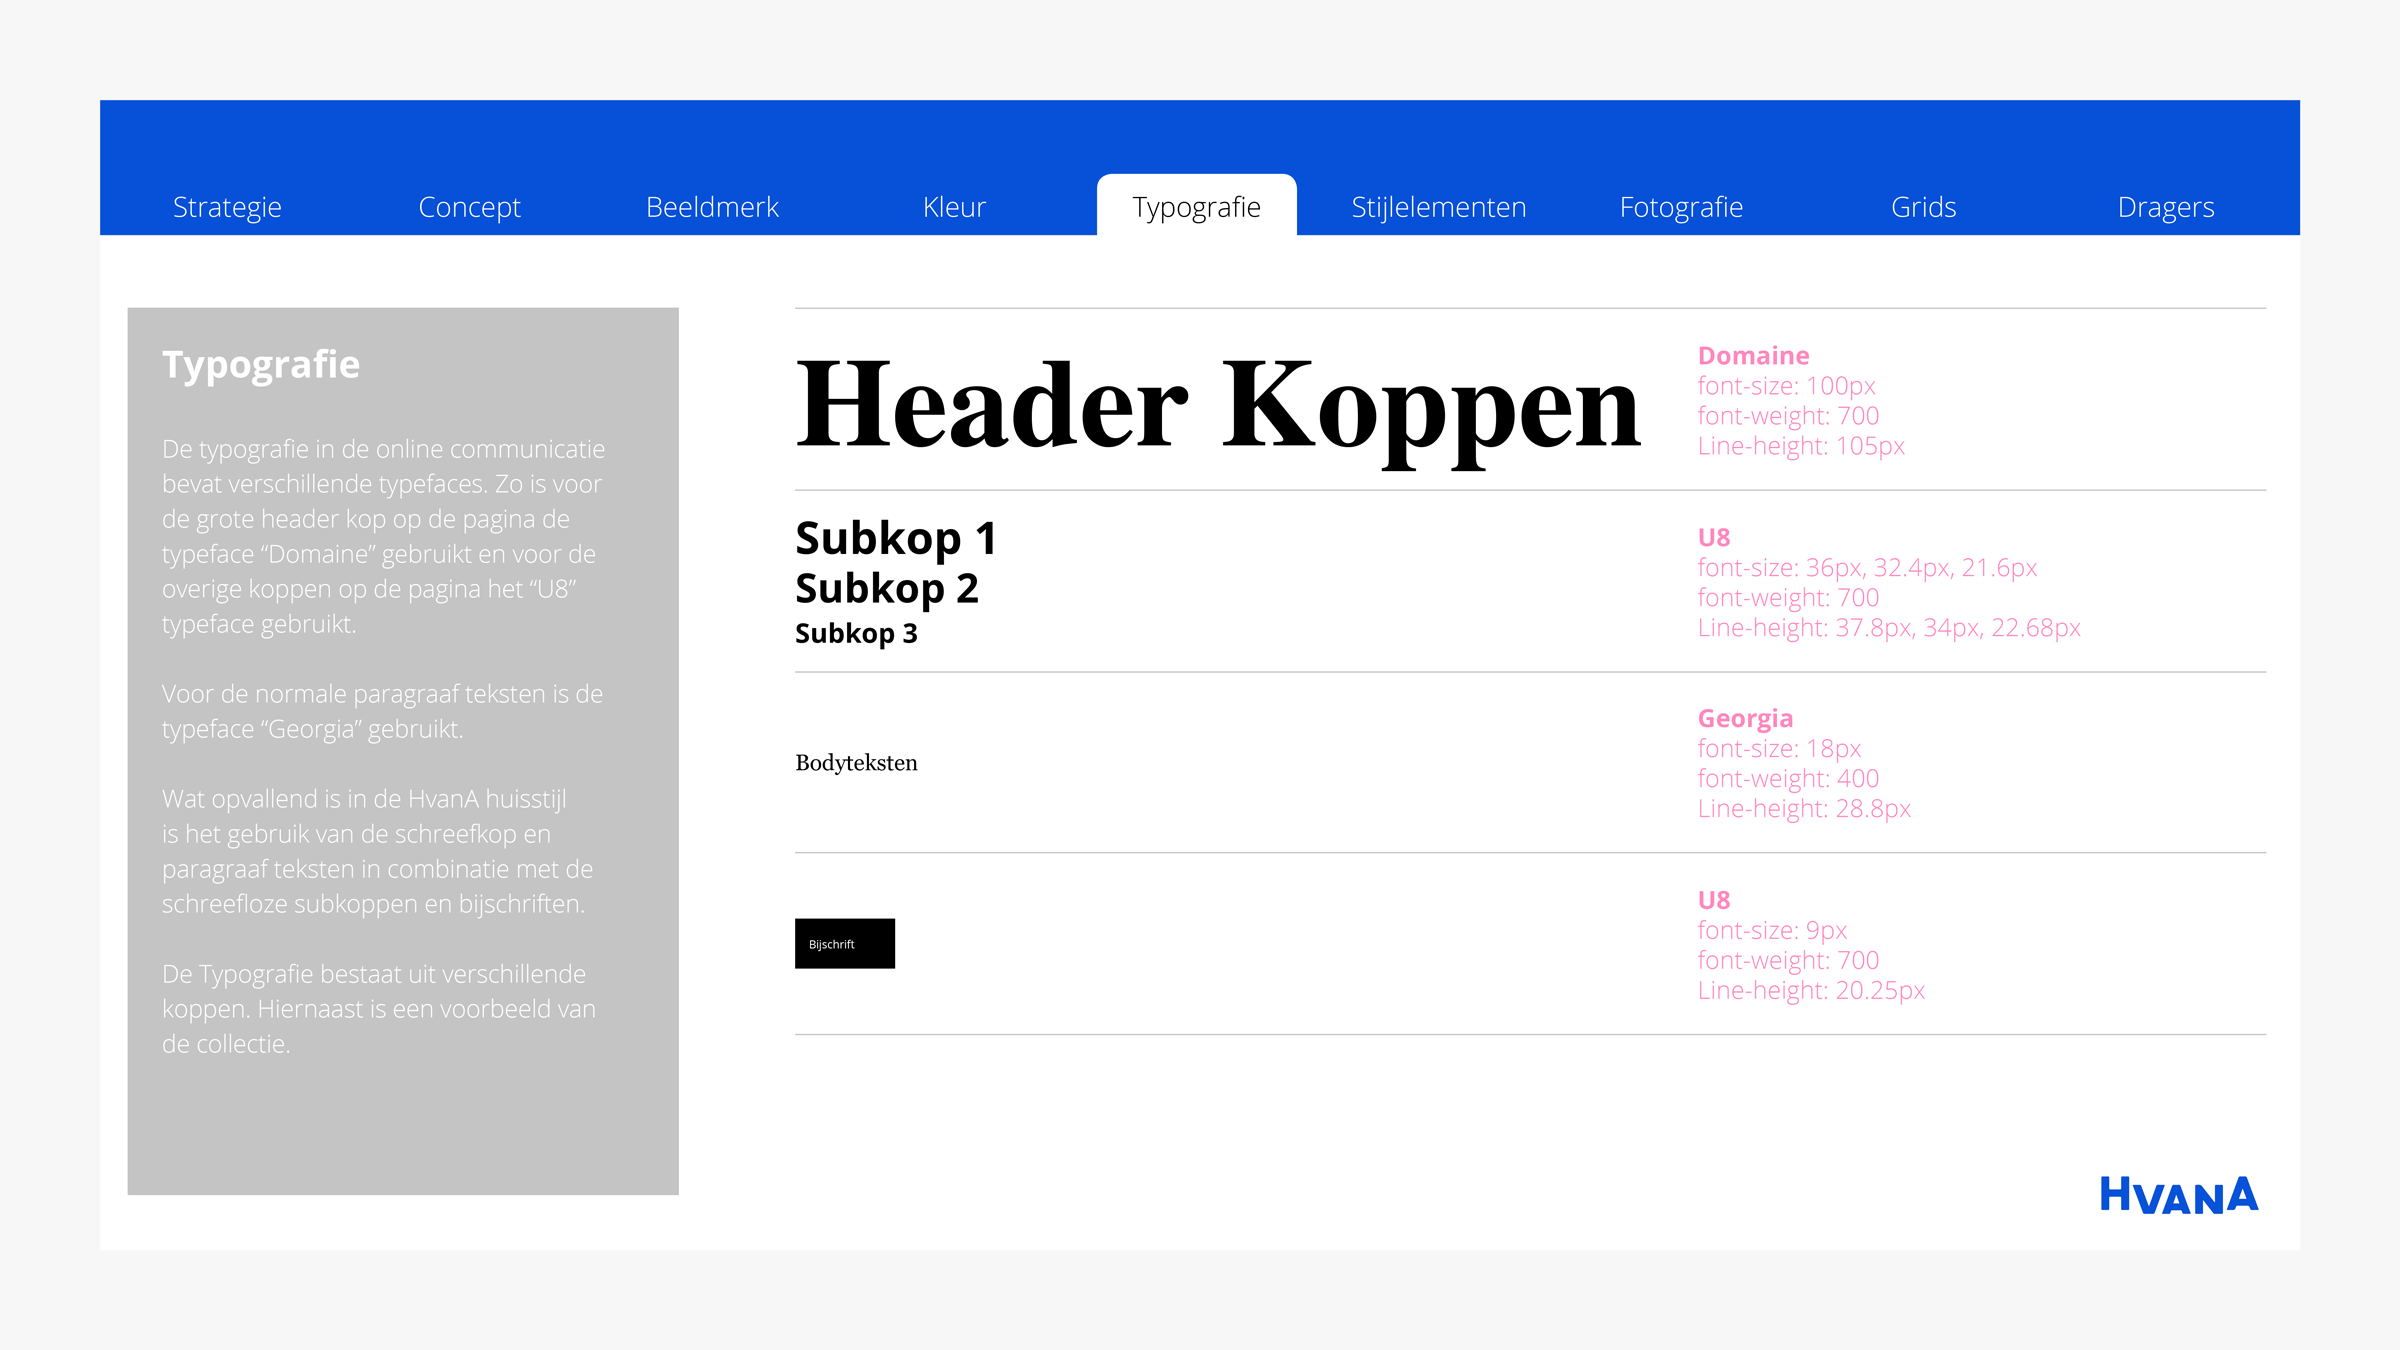 Strategie
Concept
Beeldmerk
Kleur
Typografie
Stijlelementen
Fotografie
Grids
Dragers
Typografie
De typografie in de online communicatie
bevat verschillende typefaces. Zo is voor
de grote header kop op de pagina de
typeface “Domaine” gebruikt en voor de
overige koppen op de pagina het “U8”
typeface gebruikt.
Voor de normale paragraaf teksten is de
typeface “Georgia” gebruikt.
Wat opvallend is in de HvanA huisstijl
is het gebruik van de schreefkop en
paragraaf teksten in combinatie met de
schreefloze subkoppen en bijschriften.
De Typografie bestaat uit verschillende
koppen. Hiernaast is een voorbeeld van
de collectie.
Header Koppen
Domaine
font-size: 100px
font-weight: 700
Line-height: 105px
Subkop 1
Subkop 2
Subkop 3
U8
font-size: 36px, 32.4px, 21.6px
font-weight: 700
Line-height: 37.8px, 34px, 22.68px
Bodyteksten
Georgia
font-size: 18px
font-weight: 400
Line-height: 28.8px
Bijschrift
U8
font-size: 9px
font-weight: 700
Line-height: 20.25px
HVANA